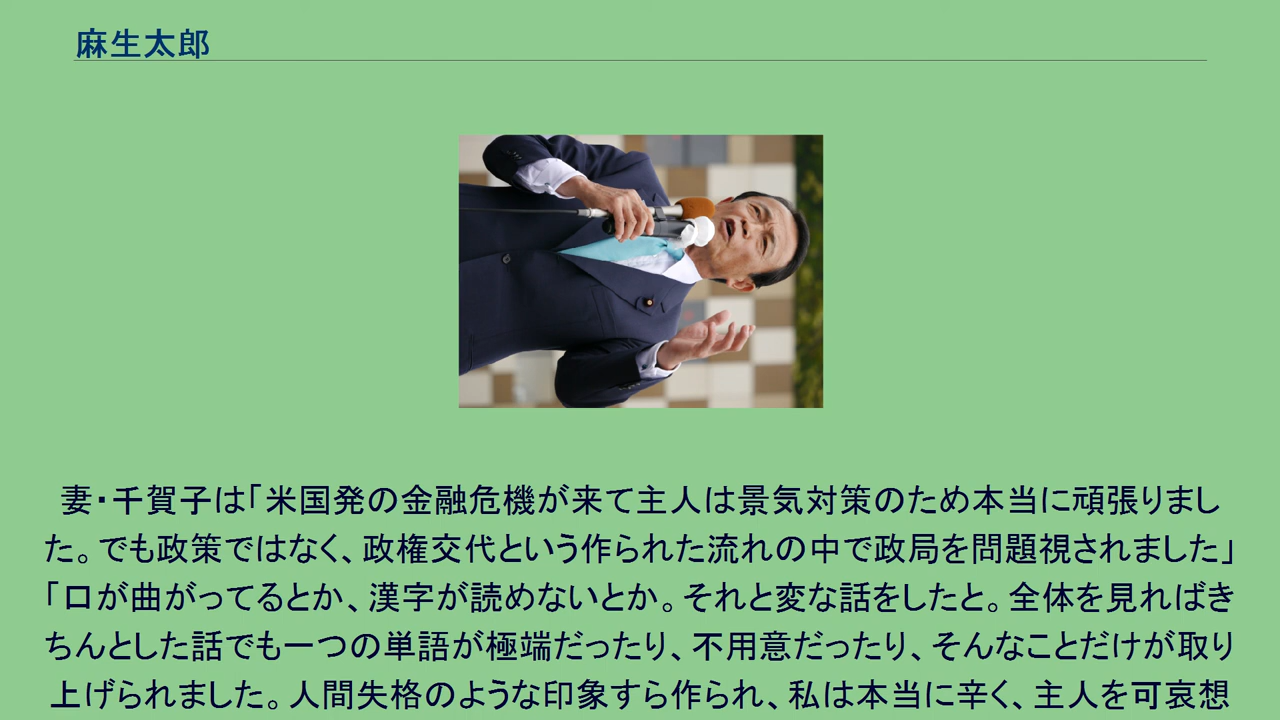 麻生太郎
妻・千賀子は「米国発の金融危機が来て主人は景気対策のため本当に頑張りまし
た。でも政策ではなく、政権交代という作られた流れの中で政局を問題視されました」
「口が曲がってるとか、漢字が読めないとか。それと変な話をしたと。全体を見ればき
ちんとした話でも一つの単語が極端だったり、不用意だったり、そんなことだけが取り
上げられました。人間失格のような印象すら作られ、私は本当に辛く、主人を可哀想